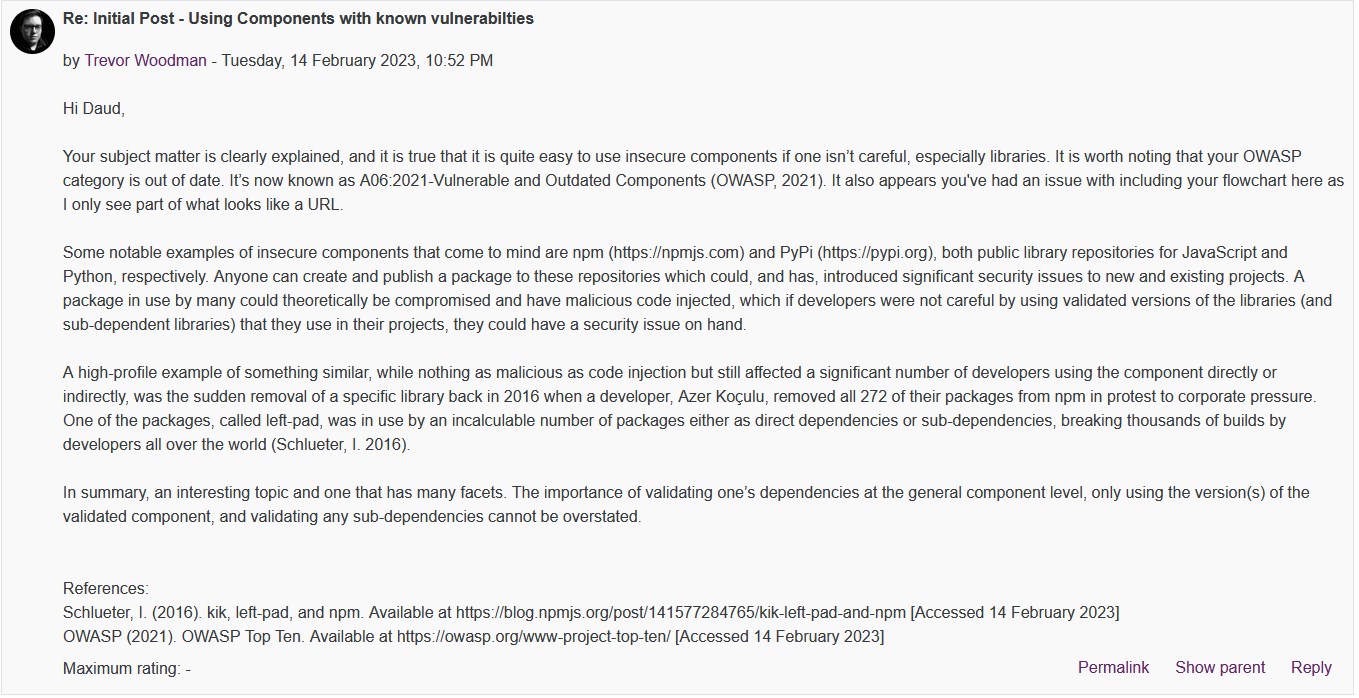 Re: Initial Post - Using Components with known vulnerabilties
by Trevor Woodman - Tuesday, 14 February 2023, 10:52 PM
Hi Daud,
Your subject matter is clearly explained, and it is true that it is quite easy to use insecure components if one isn’t careful, especially libraries. It is worth noting that your OWASP
category is out of date. It’s now known as A06:2021-Vulnerable and Outdated Components (OWASP, 2021). It also appears you've had an issue with including your flowchart here as
I only see part of what looks like a URL.
Some notable examples of insecure components that come to mind are npm (https://npmjs.com) and PyPi (https://pypi.org), both public library repositories for JavaScript and
Python, respectively. Anyone can create and publish a package to these repositories which could, and has, introduced significant security issues to new and existing projects. A
package in use by many could theoretically be compromised and have malicious code injected, which if developers were not careful by using validated versions of the libraries (and
sub-dependent libraries) that they use in their projects, they could have a security issue on hand.
A high-profile example of something similar, while nothing as malicious as code injection but still affected a significant number of developers using the component directly or
indirectly, was the sudden removal of a specific library back in 2016 when a developer, Azer Koçulu, removed all 272 of their packages from npm in protest to corporate pressure.
One of the packages, called left-pad, was in use by an incalculable number of packages either as direct dependencies or sub-dependencies, breaking thousands of builds by
developers all over the world (Schlueter, I. 2016).
In summary, an interesting topic and one that has many facets. The importance of validating one’s dependencies at the general component level, only using the version(s) of the
validated component, and validating any sub-dependencies cannot be overstated.
References:
Schlueter, I. (2016). kik, left-pad, and npm. Available at https://blog.npmjs.org/post/141577284765/kik-left-pad-and-npm [Accessed 14 February 2023]
OWASP (2021). OWASP Top Ten. Available at https://owasp.org/www-project-top-ten/ [Accessed 14 February 2023]
Maximum rating: -
Permalink Show parent Reply